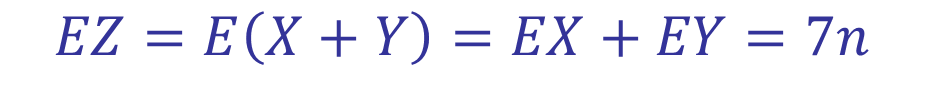 EZ = E(X + Y) = EX + EY = 7n